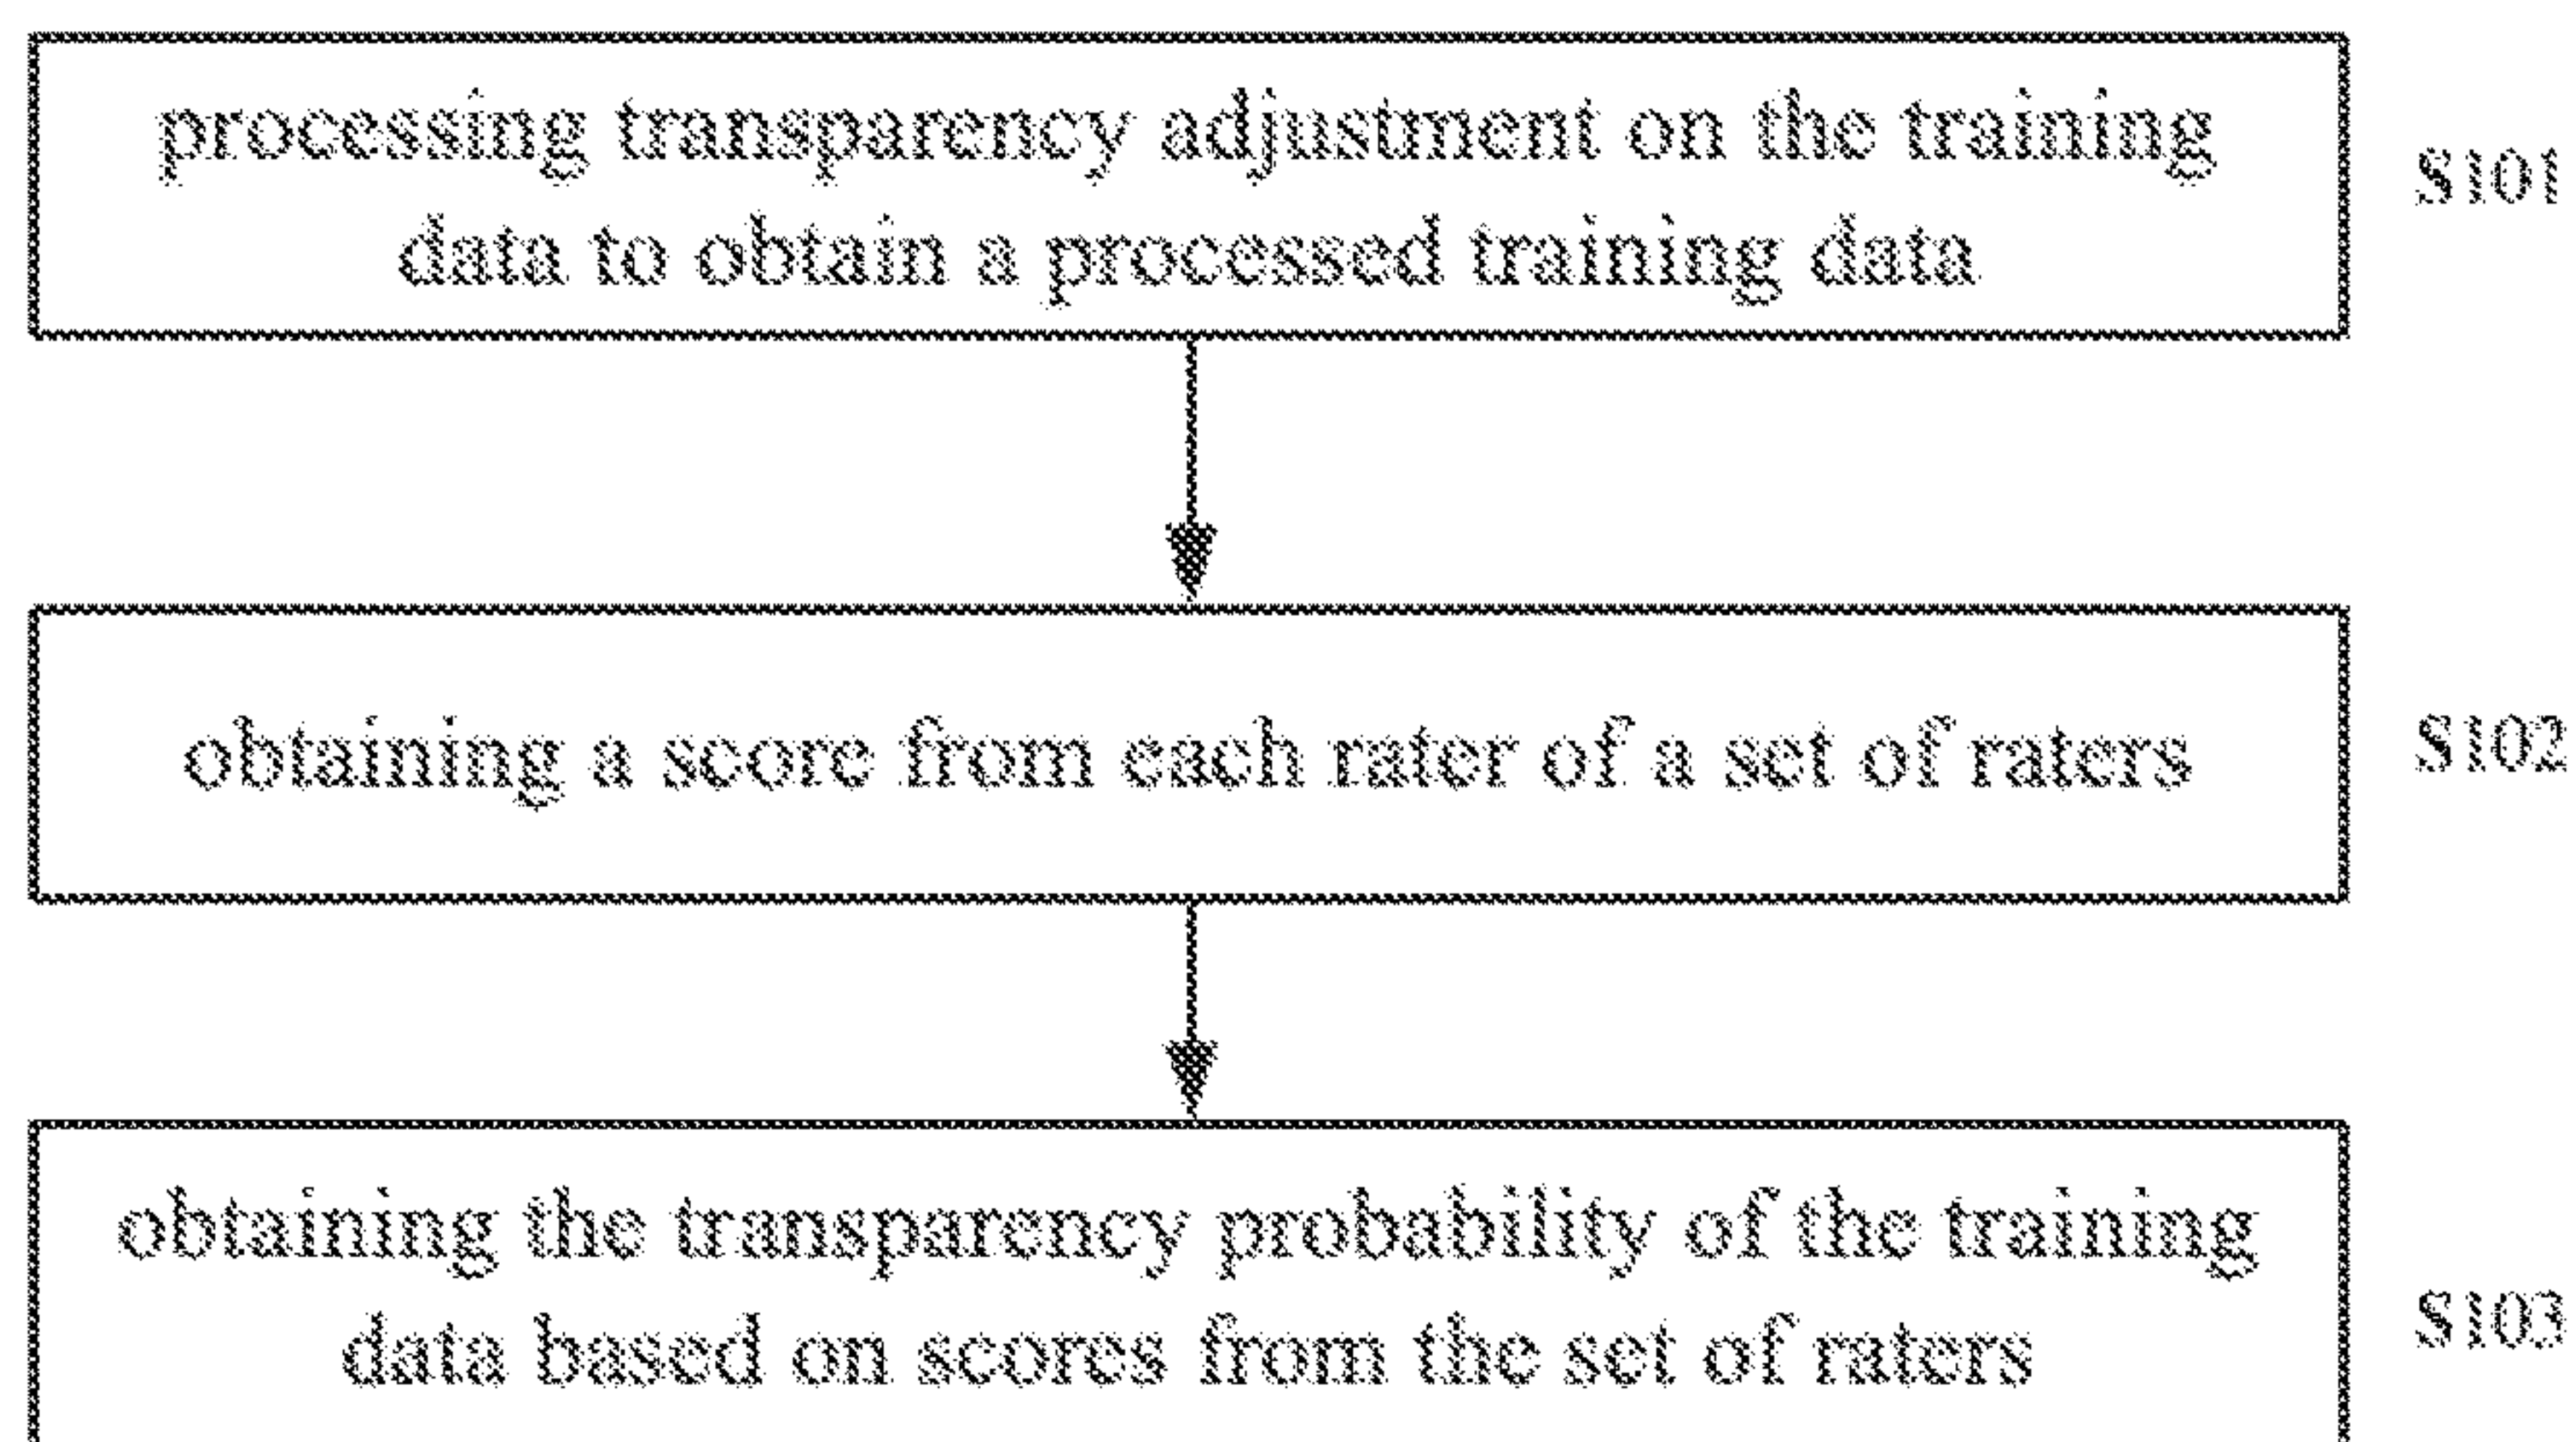 processing transparency adjustment on the training
data to obtain a processed training data
S101
obtaining a score from each rater of a set of raters
S102
obtaining the transparency probability of the training
data based on scores from the set of raters
S103